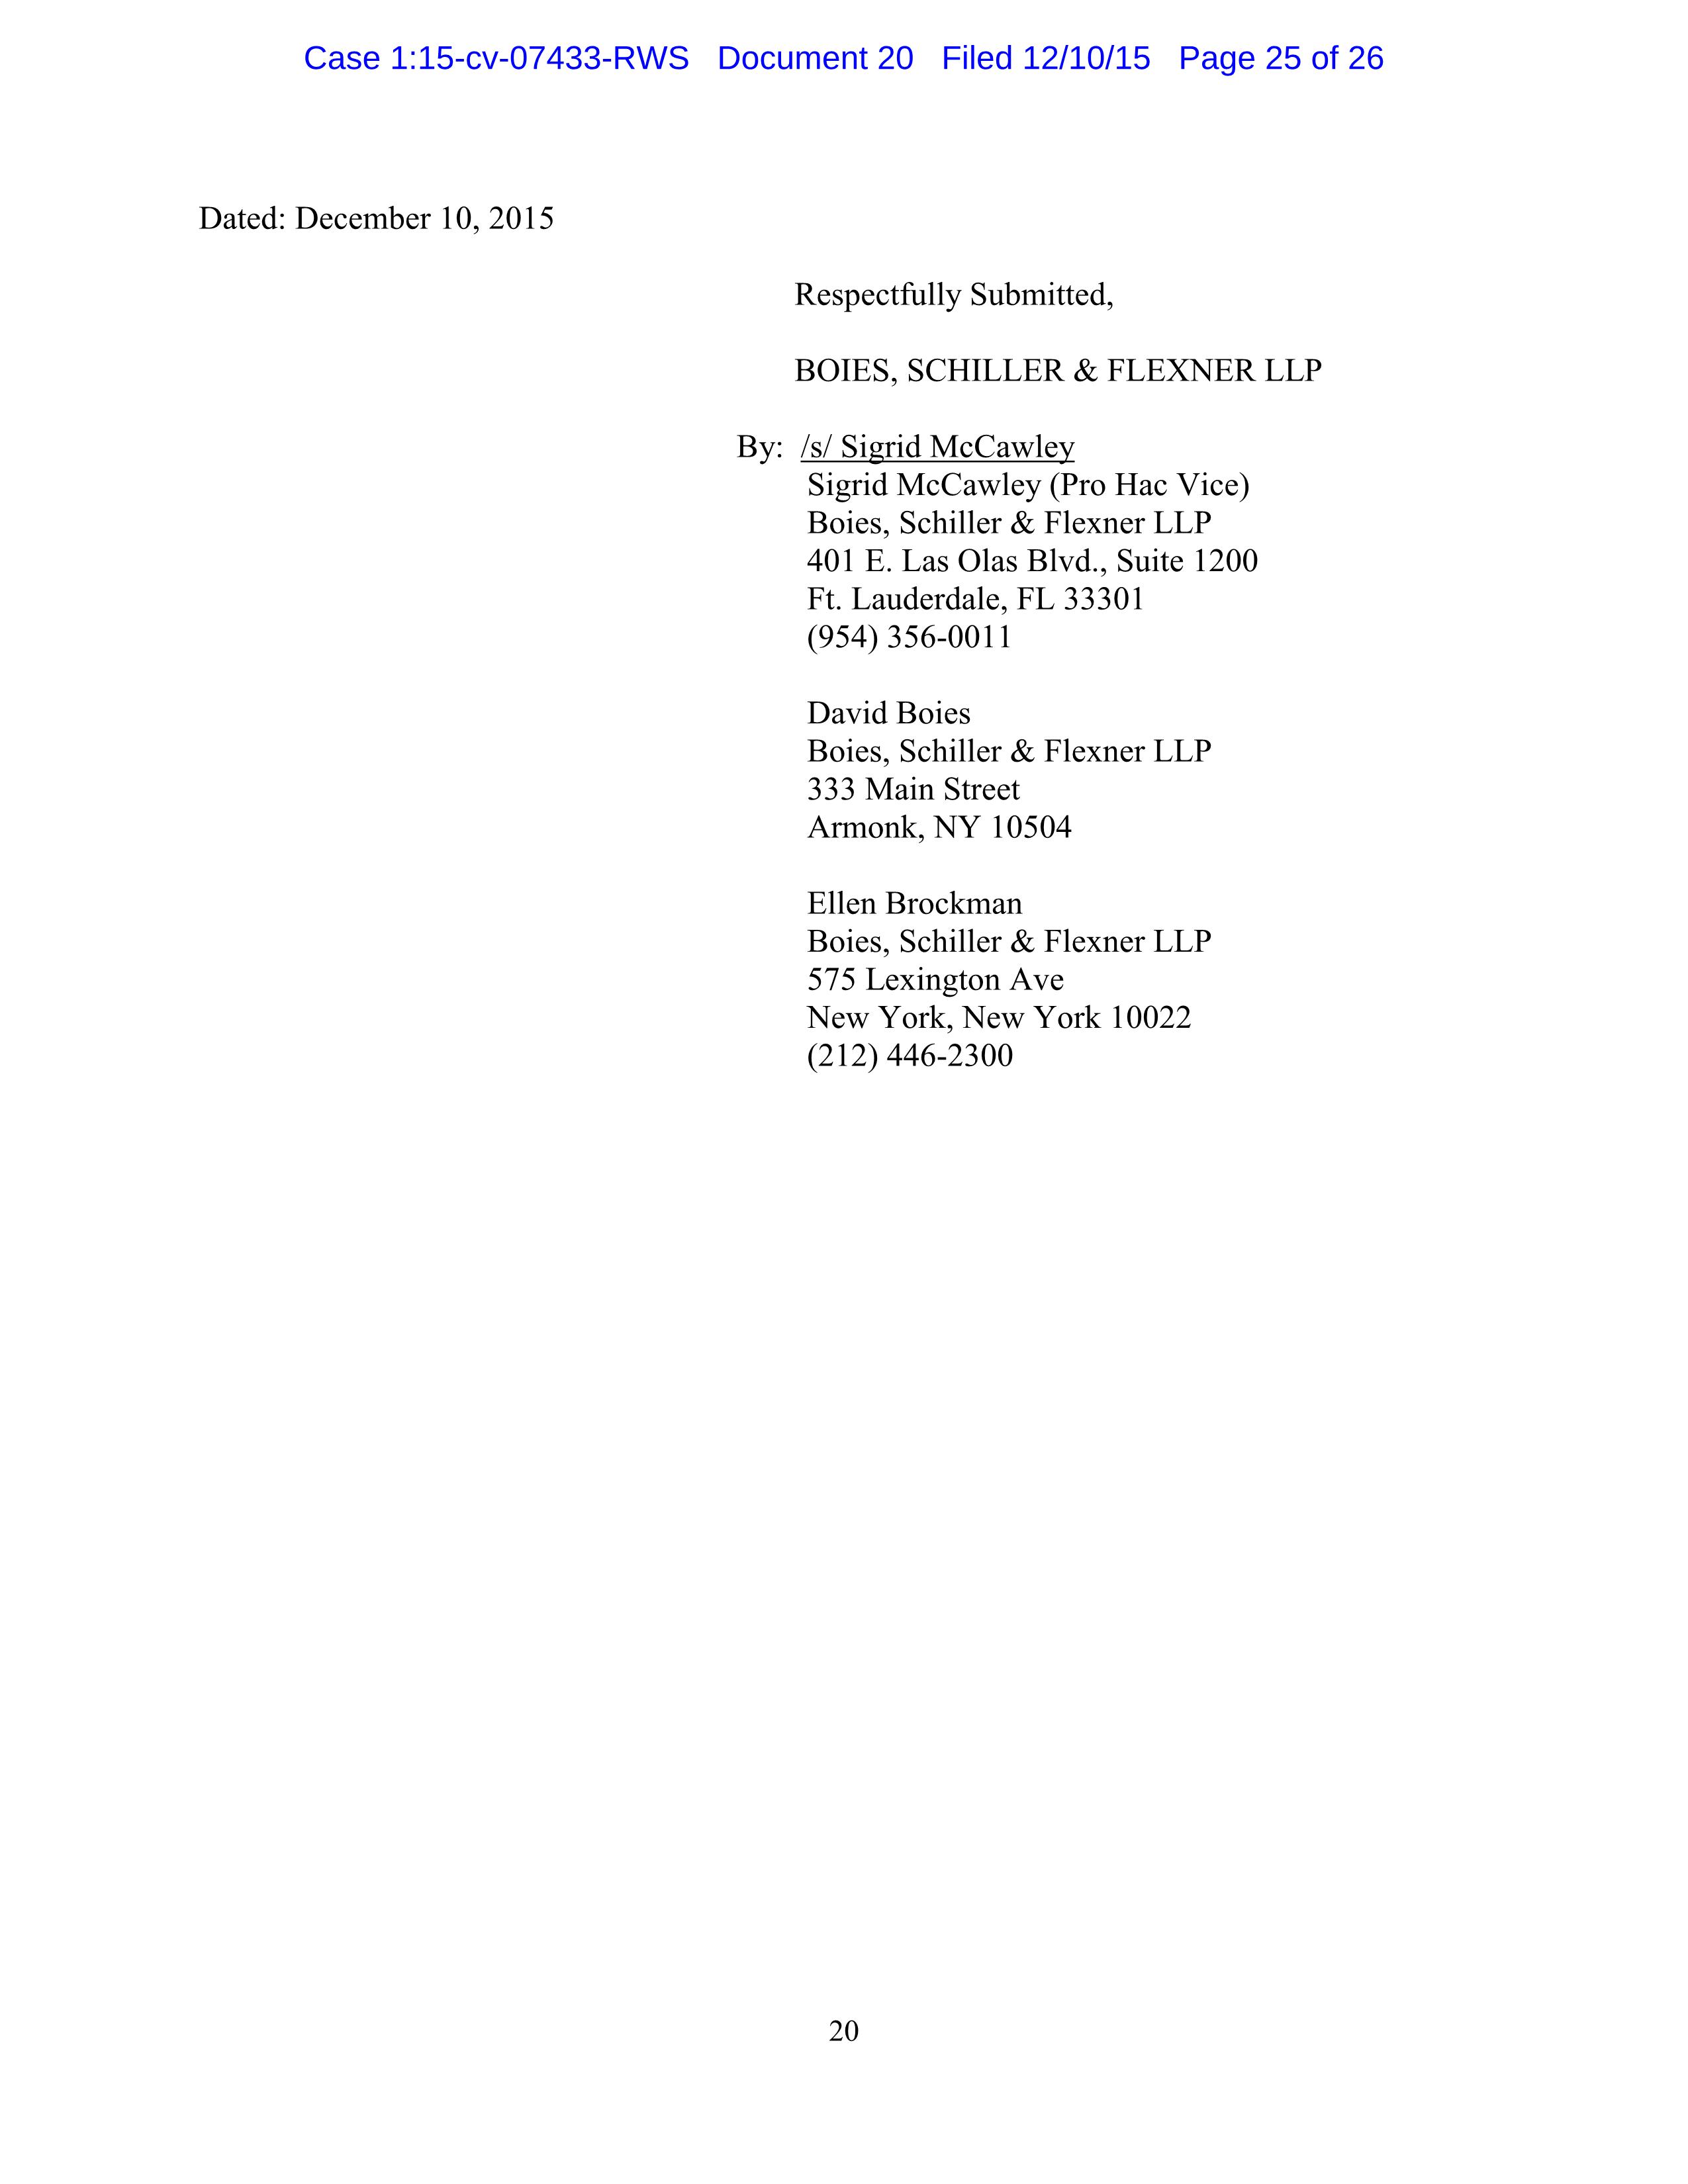 Case 1:15-cv-07433-RWS Document 20 Filed 12/10/15 Page 25 of 26
Dated: December 10, 2015
Respectfully Submitted,
BOIES, SCHILLER & FLEXNER LLP
By: /s/ Sigrid McCawley
Sigrid McCawley (Pro Hac Vice)
Boies, Schiller & Flexner LLP
401 E. Las Olas Blvd., Suite 1200
Ft. Lauderdale, FL 33301
(954) 356-0011
David Boies
Boies, Schiller & Flexner LLP
333 Main Street
Armonk, NY 10504
Ellen Brockman
Boies, Schiller & Flexner LLP
575 Lexington Ave
New York, New York 10022
(212) 446-2300
20